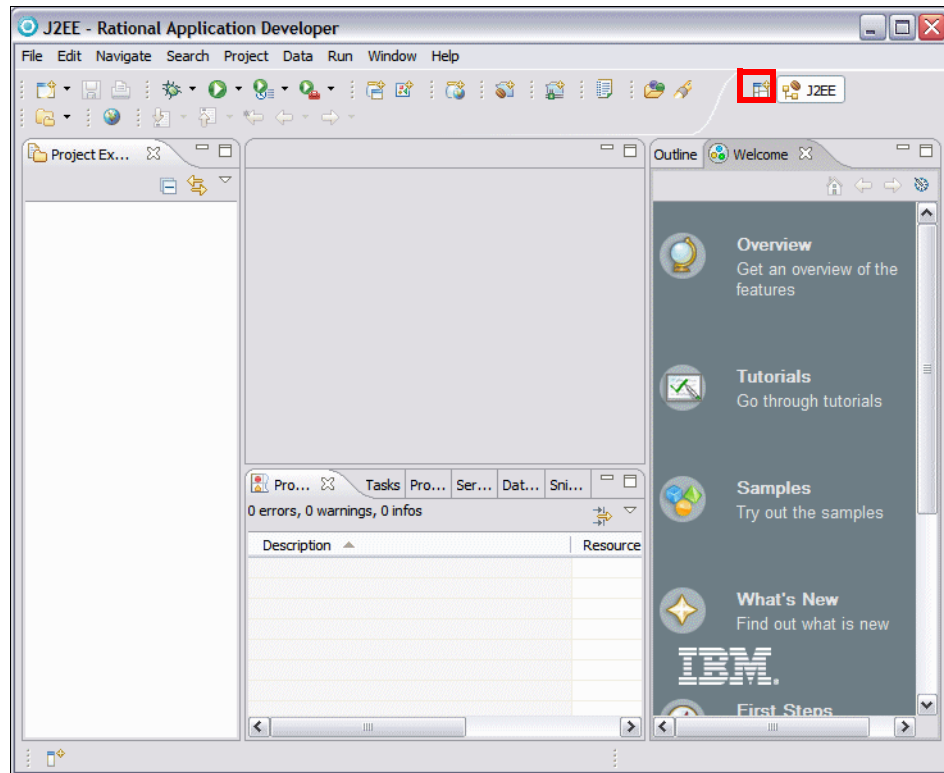 J2EE - Rational Application Developer
File Edit Navigate Search Project Data Run Window Help
J2EE
Project Ex...
Outline Welcome
Overview
Get an overview of the
features
Tutorials
Go through tutorials
Pro... Tasks Pro... Ser... Dat... Sni...
0 errors, 0 warnings, 0 infos
Description Resource
Samples
Try out the samples
What's New
Find out what is new
IBM.
First Steps